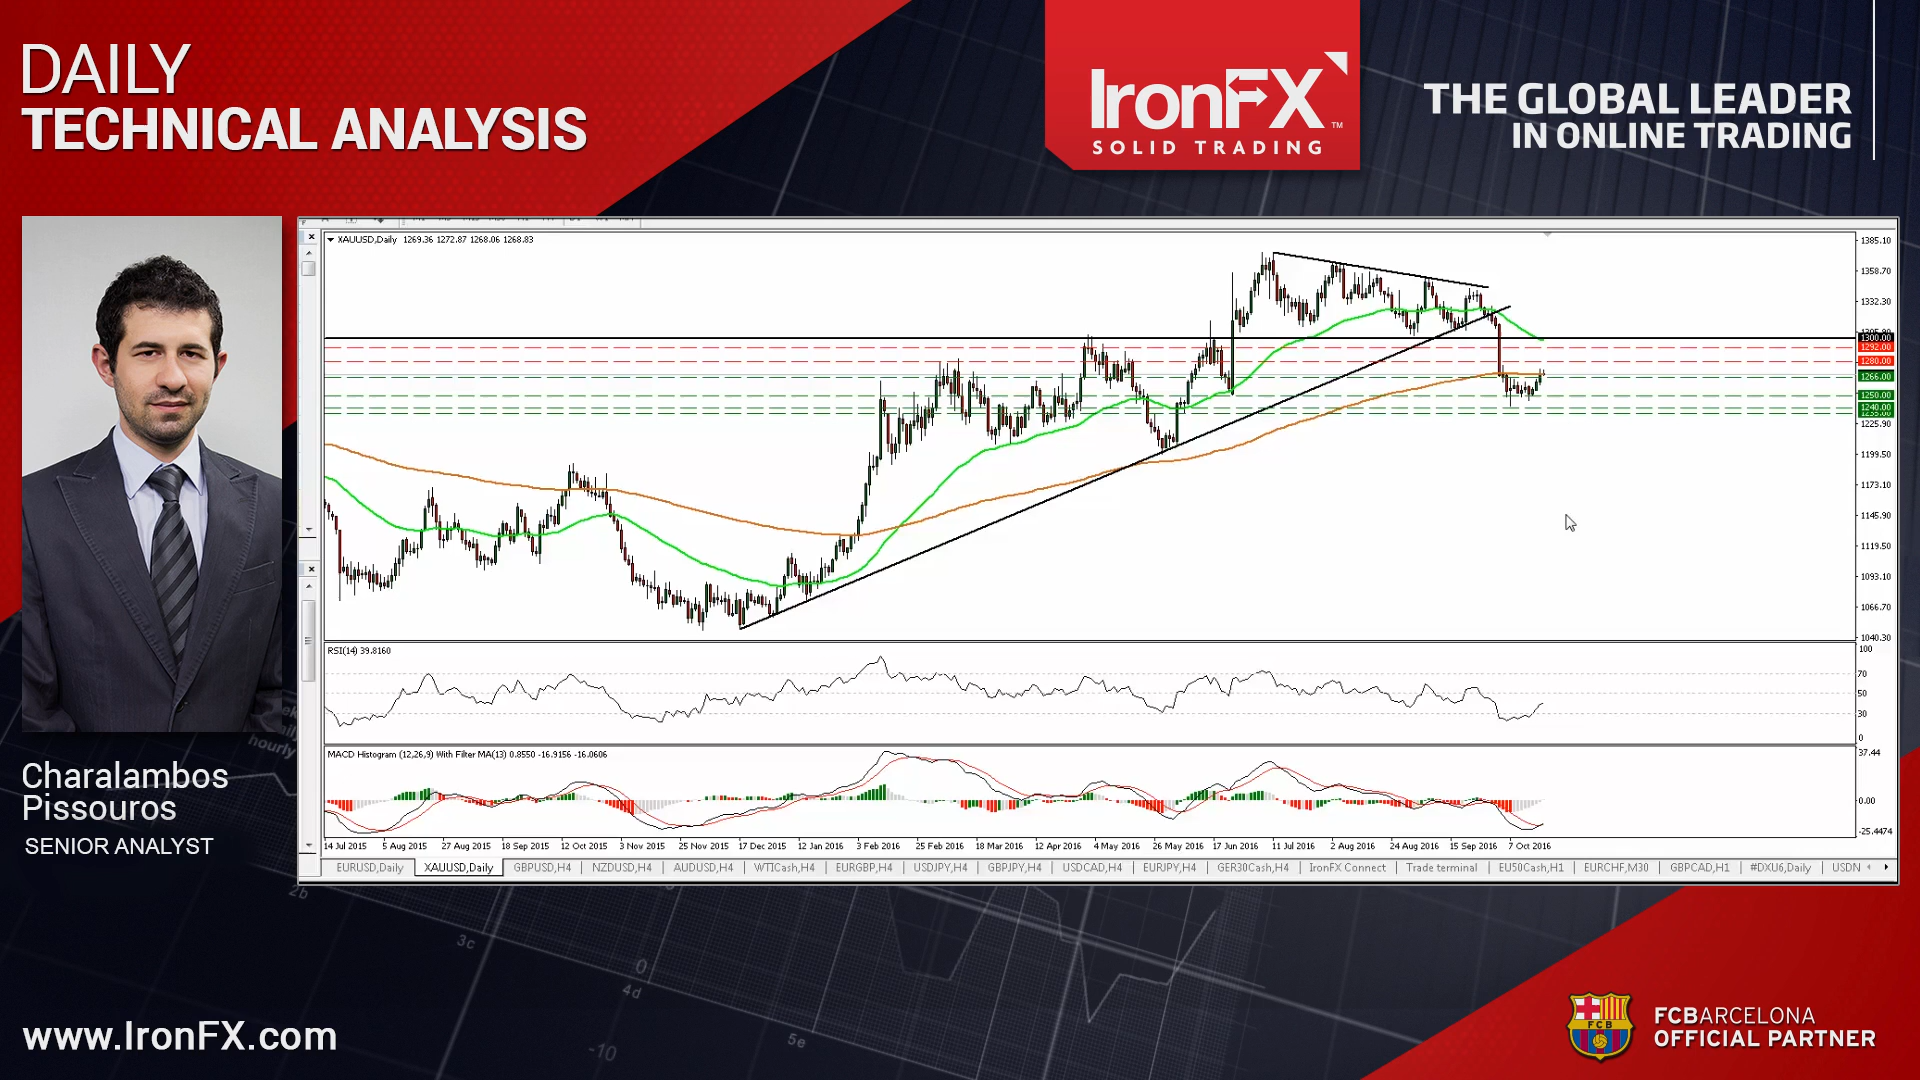 DAILY
TECHNICAL ANALYSIS
IronFX™
SOLID TRADING
THE GLOBAL LEADER
IN ONLINE TRADING
XAUUSD,Daily 1269.36 1272.87 1268.06 1268.83
1385.10
1358.70
1332.30
1300.00
1292.00
1280.00
1266.00
1250.00
1240.00
1225.90
1199.50
1173.10
1145.90
1119.50
1093.10
1066.70
1040.30
RSI(14) 39.8160
100
70
50
30
0
MACD Histogram (12,26,9) With Filter MA(13) 0.8550 -16.9156 -16.0606
37.44
0.00
-25.4474
14 Jul 2015 5 Aug 2015 27 Aug 2015 18 Sep 2015 12 Oct 2015 3 Nov 2015 25 Nov 2015 17 Dec 2015 12 Jan 2016 3 Feb 2016 25 Feb 2016 18 Mar 2016 12 Apr 2016 4 May 2016 26 May 2016 17 Jun 2016 11 Jul 2016 2 Aug 2016 24 Aug 2016 15 Sep 2016 7 Oct 2016
EURUSD,Daily XAUUSD,Daily GBPUSD,H4 NZDUSD,H4 AUDUSD,H4 WTICash,H4 EURGBP,H4 USDJPY,H4 GBPJPY,H4 USDCAD,H4 EURJPY,H4 GER30Cash,H4 IronFX Connect Trade terminal EU50Cash,H1 EURCHF,M30 GBPCAD,H1 #DXU6,Daily USDN
Charalambos
Pissouros
SENIOR ANALYST
hourly
2b
3c
0
4d
5e
-10
www.IronFX.com
FCB
FCBARCELONA
OFFICIAL PARTNER